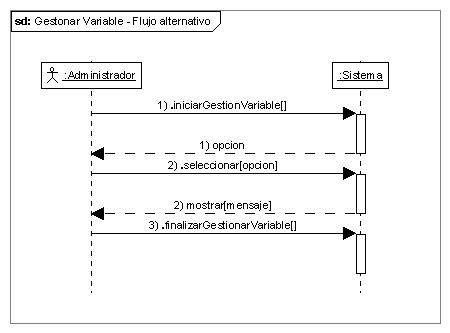 sd: Gestonar Variable - Flujo alternativo
:Administrador
:Sistema
1) .iniciarGestionVariable[]
1) opcion
2) .seleccionar[opcion]
2) mostrar[mensaje]
3) .finalizarGestionarVariable[]